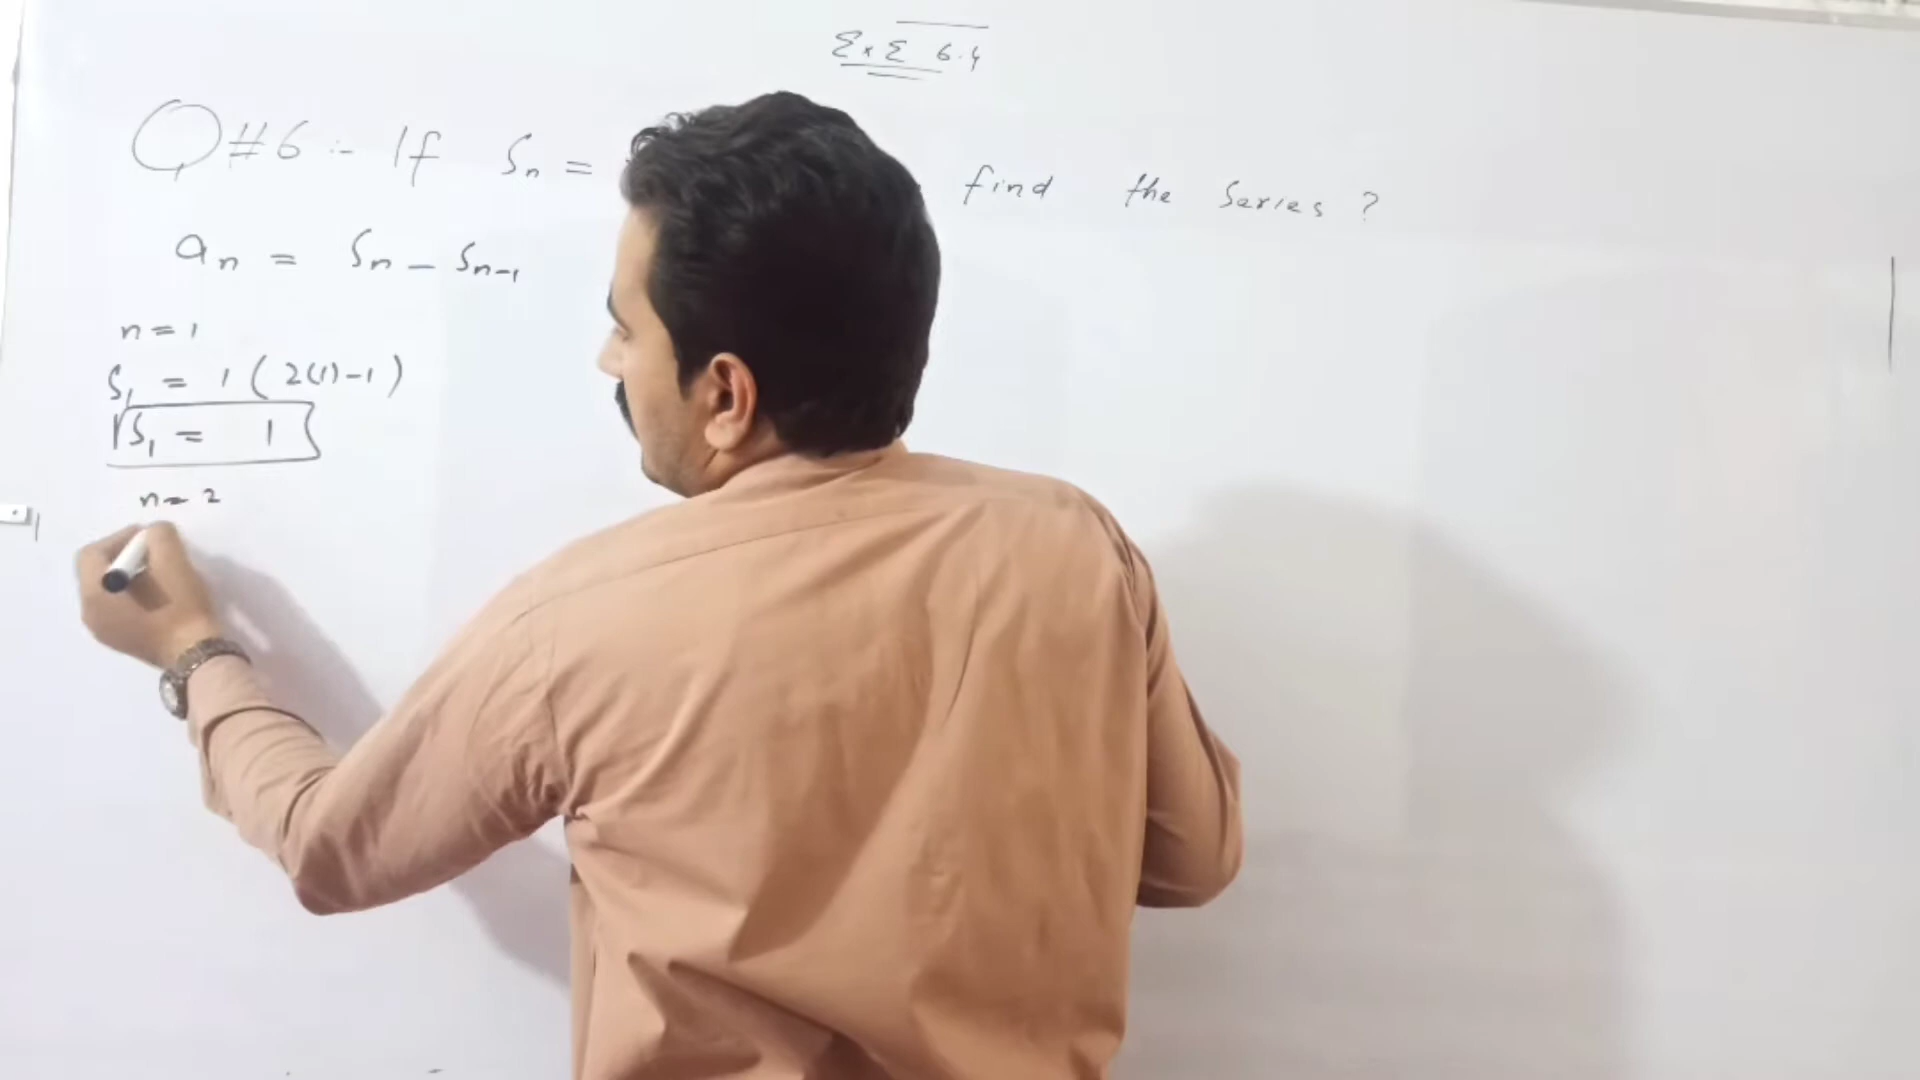 Ex Σ 6.4
Q#6 :- If Sn = find the Series ?
an = Sn - Sn-1
n = 1
S1 = 1 ( 2(1)-1 )
S1 = 1
n = 2